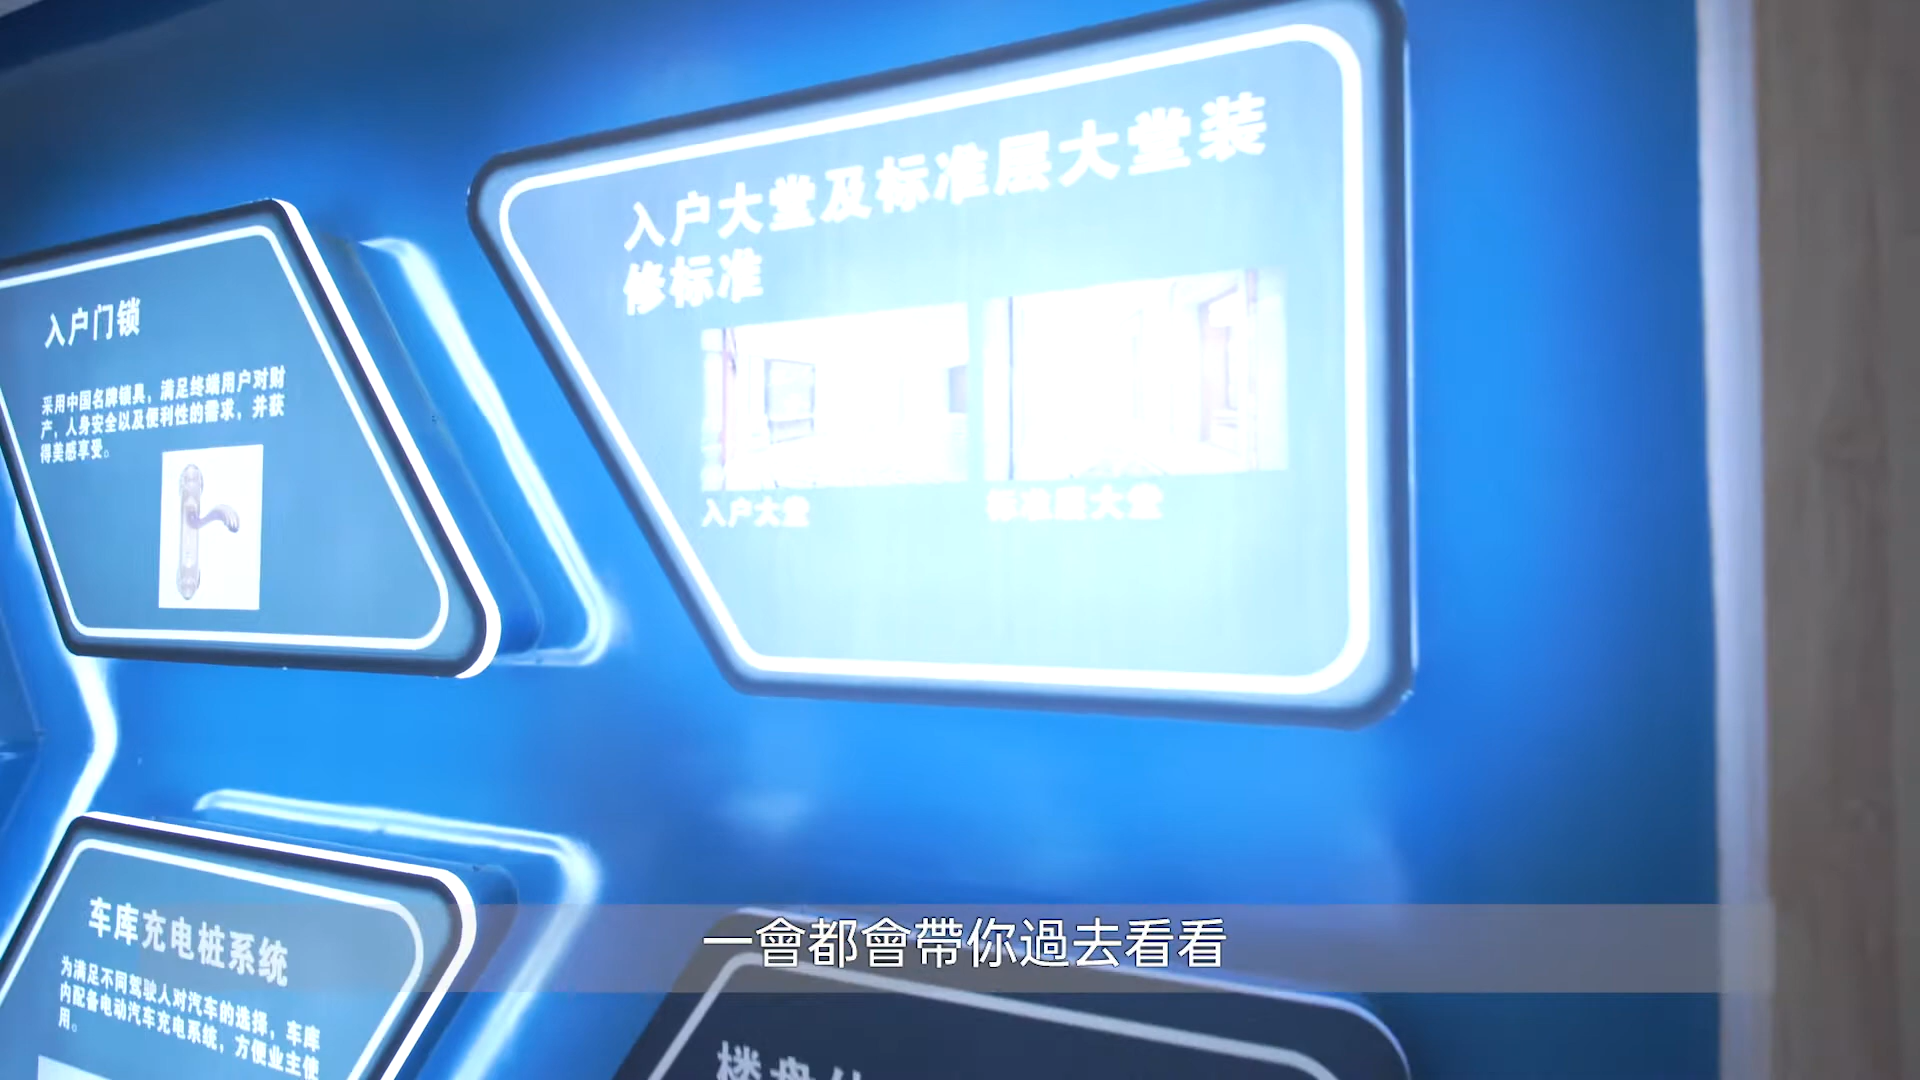 入户大堂及标准层大堂装
修标准
入户大堂
标准层大堂
入户门锁
采用中国名牌锁具，满足终端用户对财
产，人身安全以及便利性的需求，并获
得美感享受。
车库充电桩系统
为满足不同驾驶人对汽车的选择，车库
内配备电动汽车充电系统，方便业主使
用。
楼盘
一會都會帶你過去看看